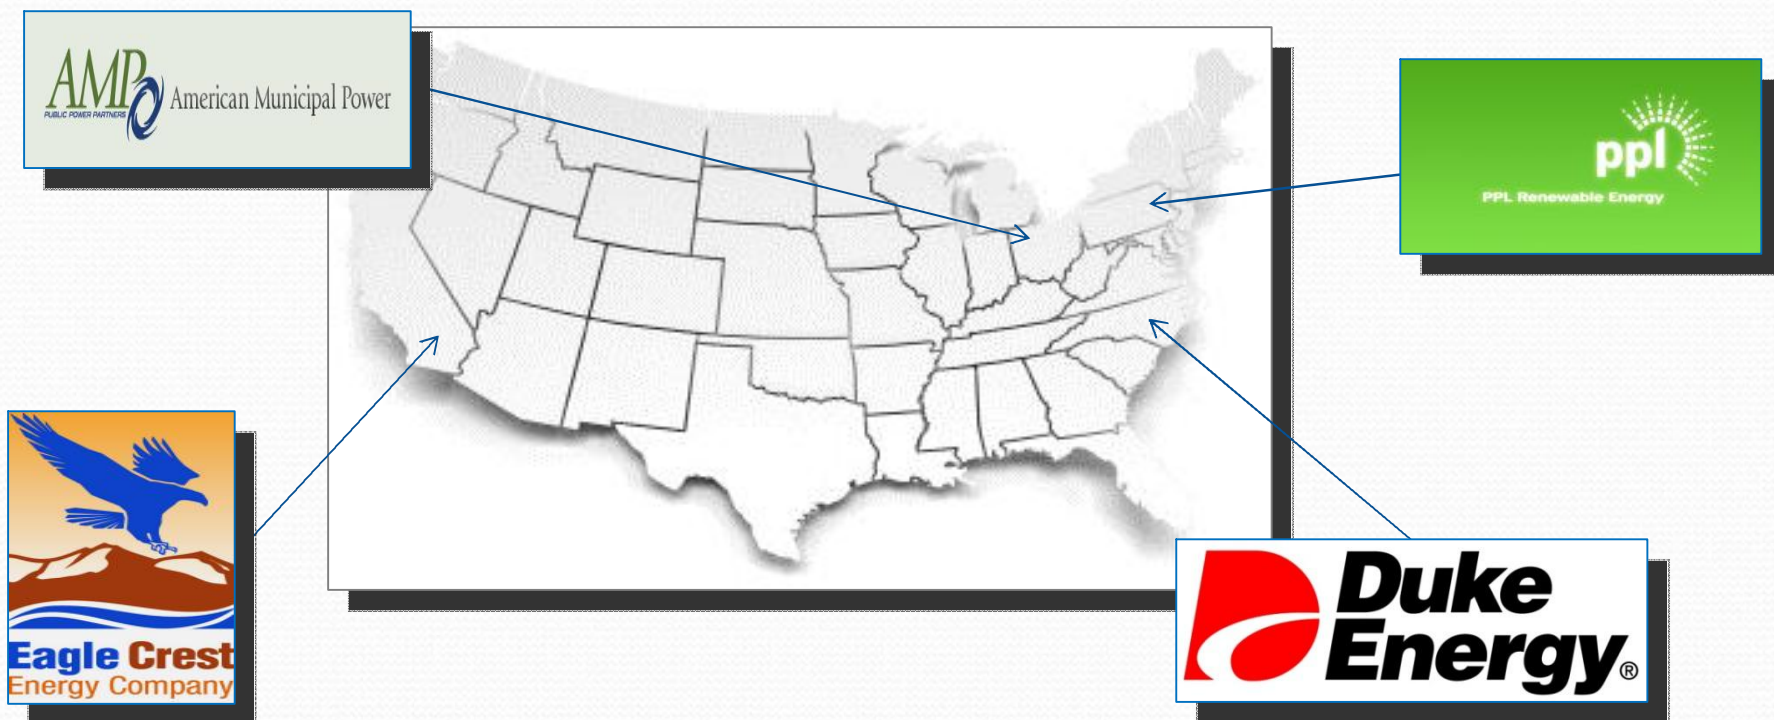 AMP
PUBLIC POWER PARTNERS
American Municipal Power
ppl
PPL Renewable Energy
Eagle Crest
Energy Company
Duke
Energy®